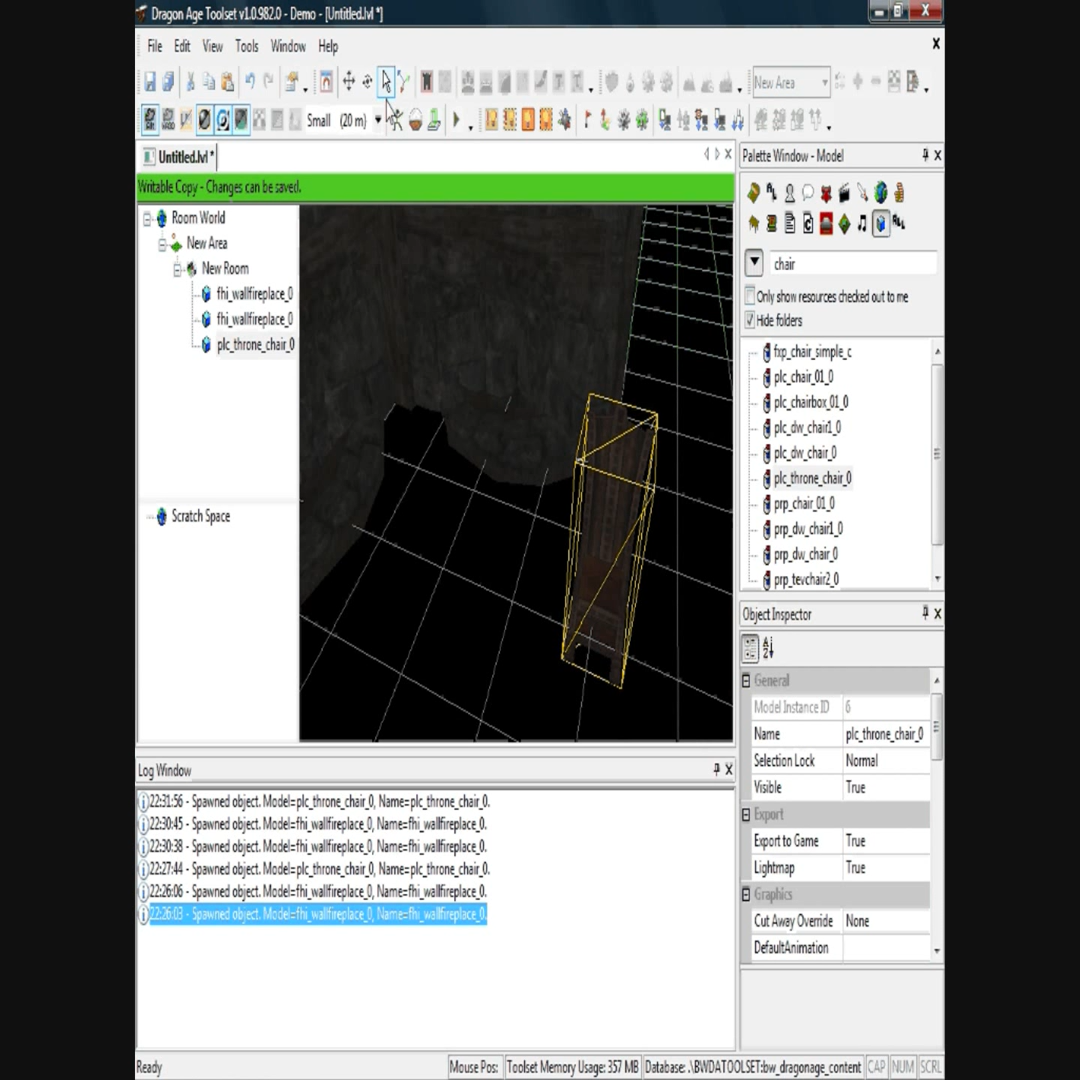 Dragon Age Toolset v1.0.982.0 - Demo - [Untitled.lvl *]
File Edit View Tools Window Help
New Area
Small (20 m)
Untitled.lvl *
Writable Copy - Changes can be saved.
Room World
New Area
New Room
fhi_wallfireplace_0
fhi_wallfireplace_0
plc_throne_chair_0
Scratch Space
Palette Window - Model
chair
Only show resources checked out to me
Hide folders
fxp_chair_simple_c
plc_chair_01_0
plc_chairbox_01_0
plc_dw_chair1_0
plc_dw_chair_0
plc_throne_chair_0
prp_chair_01_0
prp_dw_chair1_0
prp_dw_chair_0
prp_tevchair2_0
Object Inspector
General
Model Instance ID 6
Name plc_throne_chair_0
Selection Lock Normal
Visible True
Export
Export to Game True
Lightmap True
Graphics
Cut Away Override None
DefaultAnimation
Log Window
22:31:56 - Spawned object. Model=plc_throne_chair_0, Name=plc_throne_chair_0.
22:30:45 - Spawned object. Model=fhi_wallfireplace_0, Name=fhi_wallfireplace_0.
22:30:38 - Spawned object. Model=fhi_wallfireplace_0, Name=fhi_wallfireplace_0.
22:27:44 - Spawned object. Model=plc_throne_chair_0, Name=plc_throne_chair_0.
22:26:06 - Spawned object. Model=fhi_wallfireplace_0, Name=fhi_wallfireplace_0.
22:26:03 - Spawned object. Model=fhi_wallfireplace_0, Name=fhi_wallfireplace_0.
Ready Mouse Pos: Toolset Memory Usage: 357 MB Database: .\BWDATOOLSET:bw_dragonage_content CAP NUM SCRL